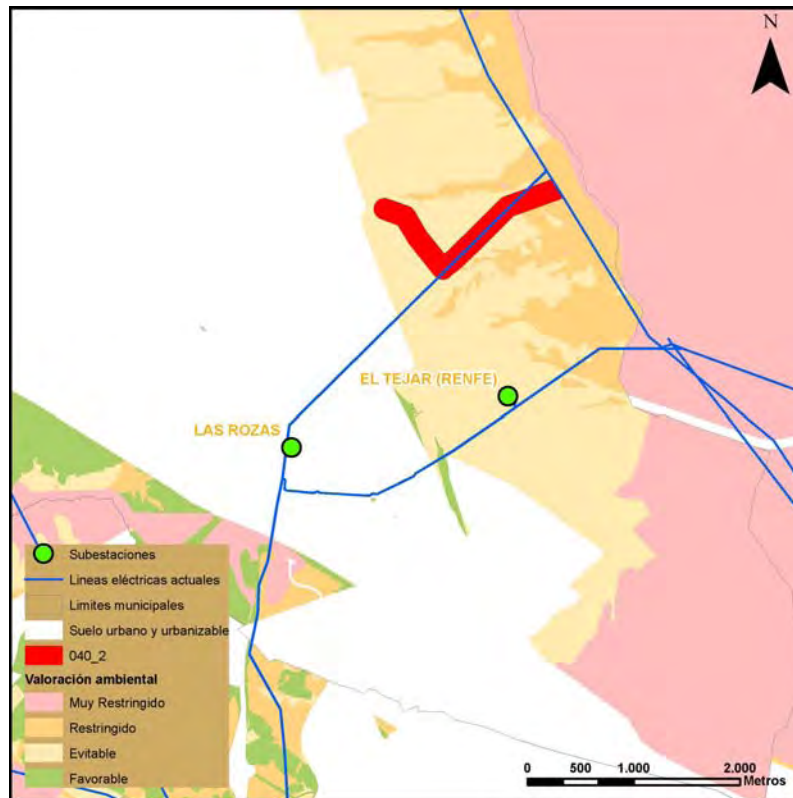 N
EL TEJAR (RENFE)
LAS ROZAS
Subestaciones
Lineas eléctricas actuales
Limites municipales
Suelo urbano y urbanizable
040_2
Valoración ambiental
Muy Restringido
Restringido
Evitable
Favorable
0 500 1.000 2.000
Metros